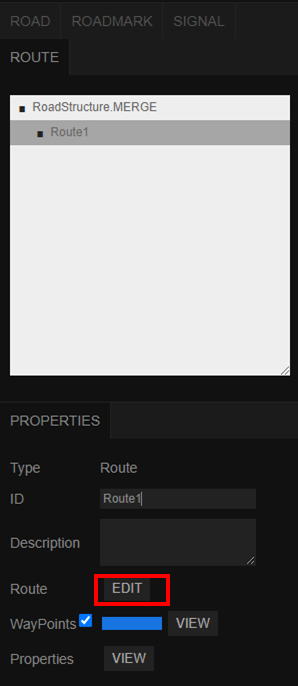 ROAD ROADMARK SIGNAL
ROUTE
RoadStructure.MERGE
Route1
PROPERTIES
Type Route
ID Route1
Description
Route EDIT
WayPoints VIEW
Properties VIEW